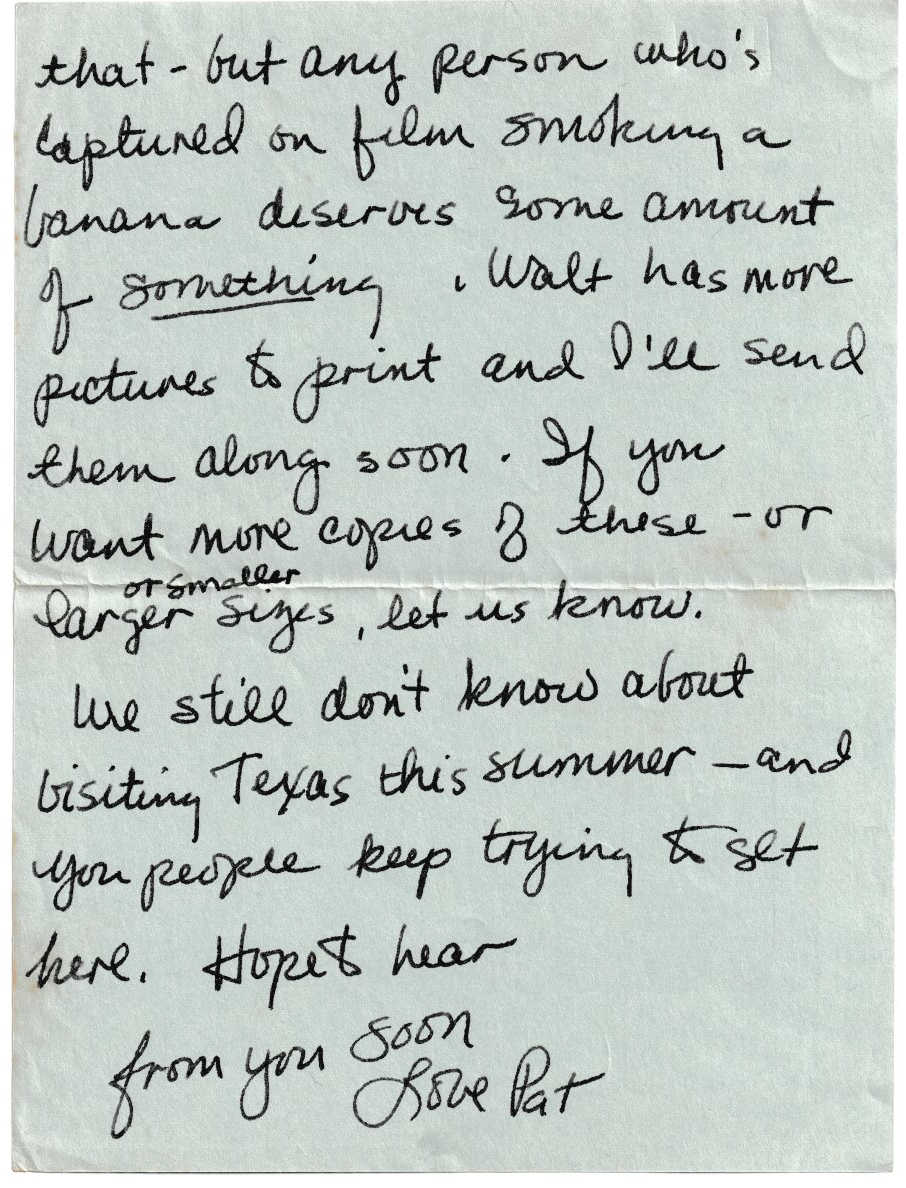 that - but any person who's
captured on film smoking a
banana deserves some amount
of something. Walt has more
pictures to print and I'll send
them along soon. If you
want more copies of these - or
or smaller
larger sizes, let us know.
We still don't know about
visiting Texas this summer - and
you people keep trying to get
here. Hope to hear
from you soon
Love Pat